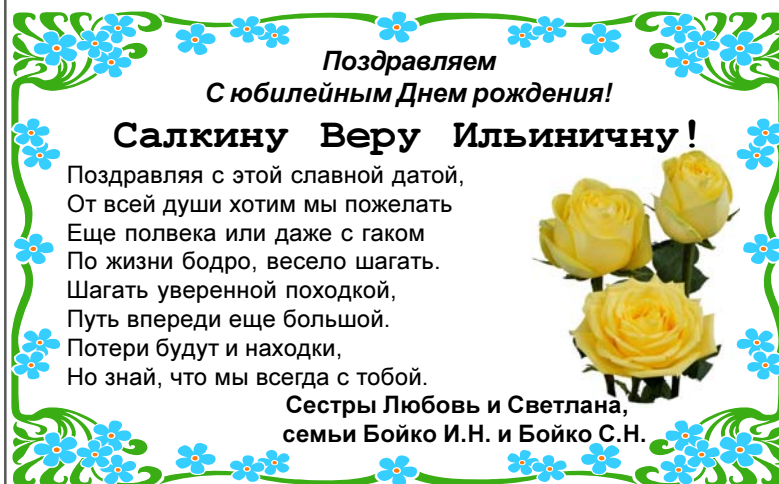 Поздравляем
С юбилейным Днем рождения!
Салкину Веру Ильиничну!
Поздравляя с этой славной датой,
От всей души хотим мы пожелать
Еще полвека или даже с гаком
По жизни бодро, весело шагать.
Шагать уверенной походкой,
Путь впереди еще большой.
Потери будут и находки,
Но знай, что мы всегда с тобой.
Сестры Любовь и Светлана,
семьи Бойко И.Н. и Бойко С.Н.